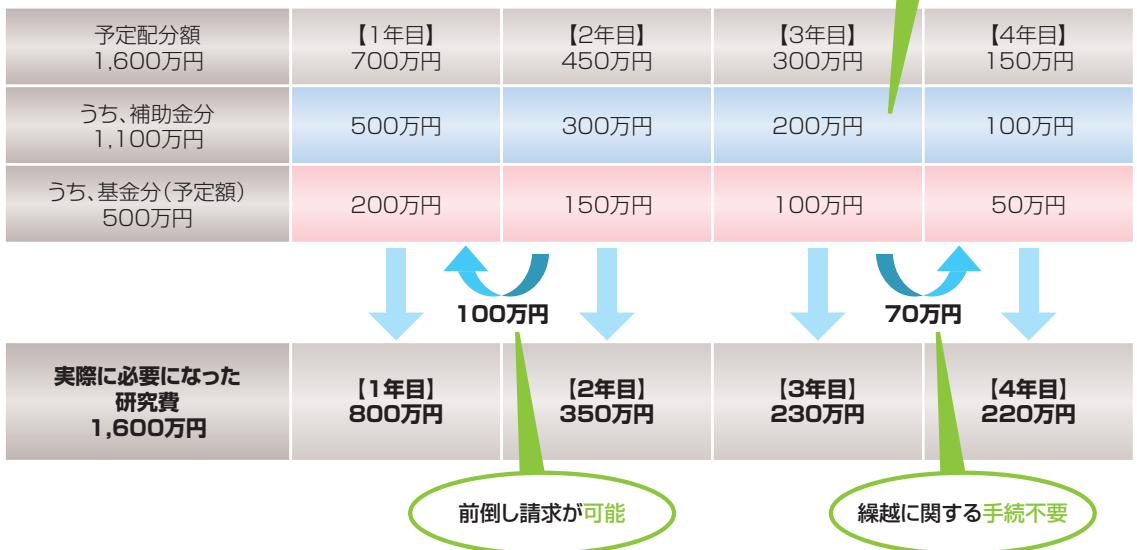 予定配分額
1,600万円
【1年目】
700万円
【2年目】
450万円
【3年目】
300万円
【4年目】
150万円
うち、補助金分
1,100万円
500万円
300万円
200万円
100万円
うち、基金分(予定額)
500万円
200万円
150万円
100万円
50万円
100万円
70万円
実際に必要になった
研究費
1,600万円
【1年目】
800万円
【2年目】
350万円
【3年目】
230万円
【4年目】
220万円
前倒し請求が可能
繰越に関する手続不要